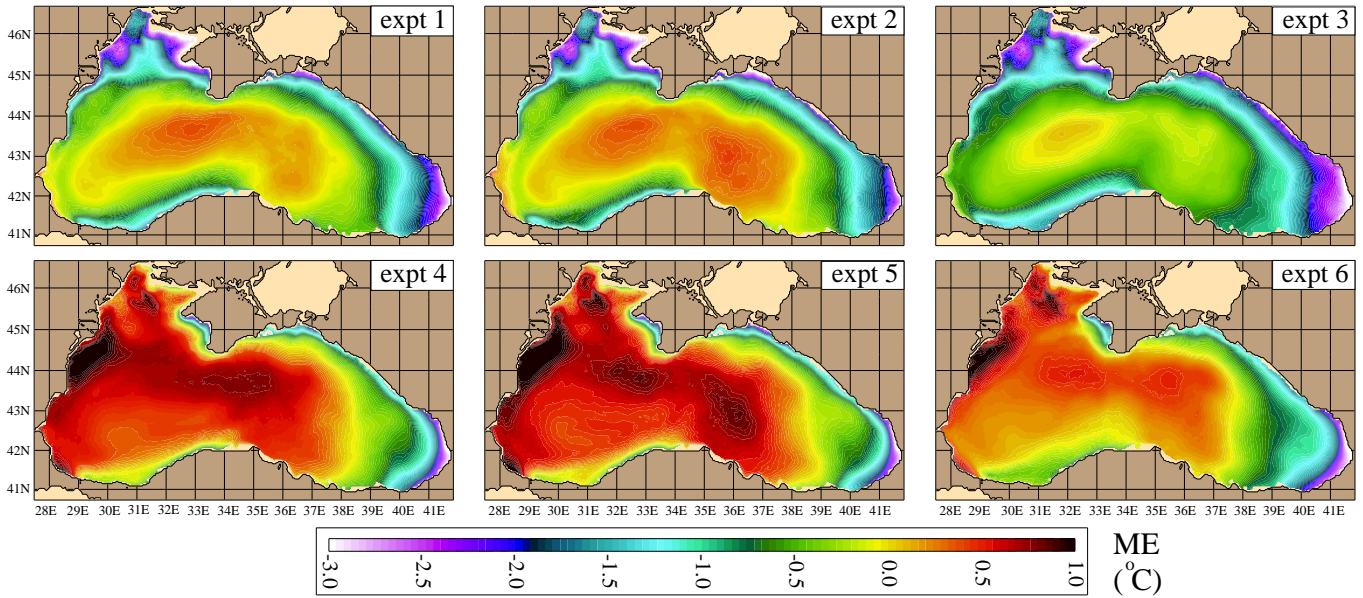 expt 1
expt 2
expt 3
46N
45N
44N
43N
42N
41N
expt 4
expt 5
expt 6
46N
45N
44N
43N
42N
41N
28E 29E 30E 31E 32E 33E 34E 35E 36E 37E 38E 39E 40E 41E
28E 29E 30E 31E 32E 33E 34E 35E 36E 37E 38E 39E 40E 41E
28E 29E 30E 31E 32E 33E 34E 35E 36E 37E 38E 39E 40E 41E
-3.0 -2.5 -2.0 -1.5 -1.0 -0.5 0.0 0.5 1.0
ME
(°C)